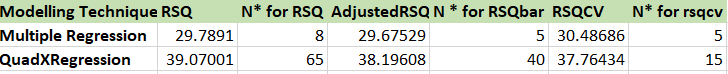 Modelling Technique RSQ N* for RSQ AdjustedRSQ N * for RSQbar RSQCV N* for rsqcv
Multiple Regression 29.7891 8 29.67529 5 30.48686 5
QuadXRegression 39.07001 65 38.19608 40 37.76434 15